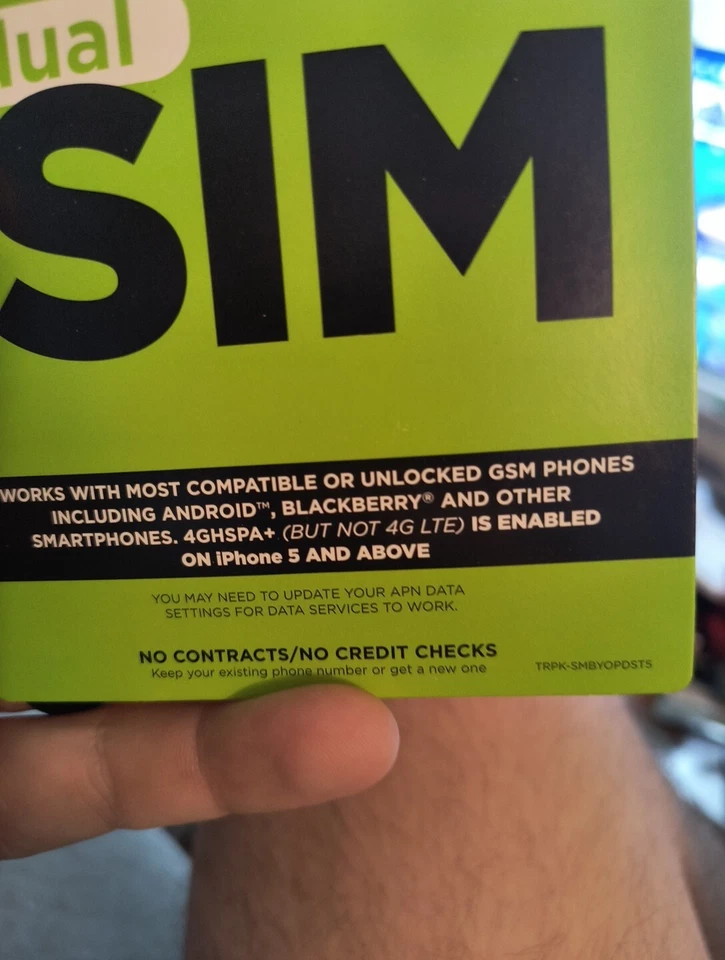 dual
SIM
WORKS WITH MOST COMPATIBLE OR UNLOCKED GSM PHONES
INCLUDING ANDROID™, BLACKBERRY® AND OTHER
SMARTPHONES. 4GHSPA+ (BUT NOT 4G LTE) IS ENABLED
ON iPhone 5 AND ABOVE
YOU MAY NEED TO UPDATE YOUR APN DATA
SETTINGS FOR DATA SERVICES TO WORK.
NO CONTRACTS/NO CREDIT CHECKS
Keep your existing phone number or get a new one
TRPK-SMBYOPDST5